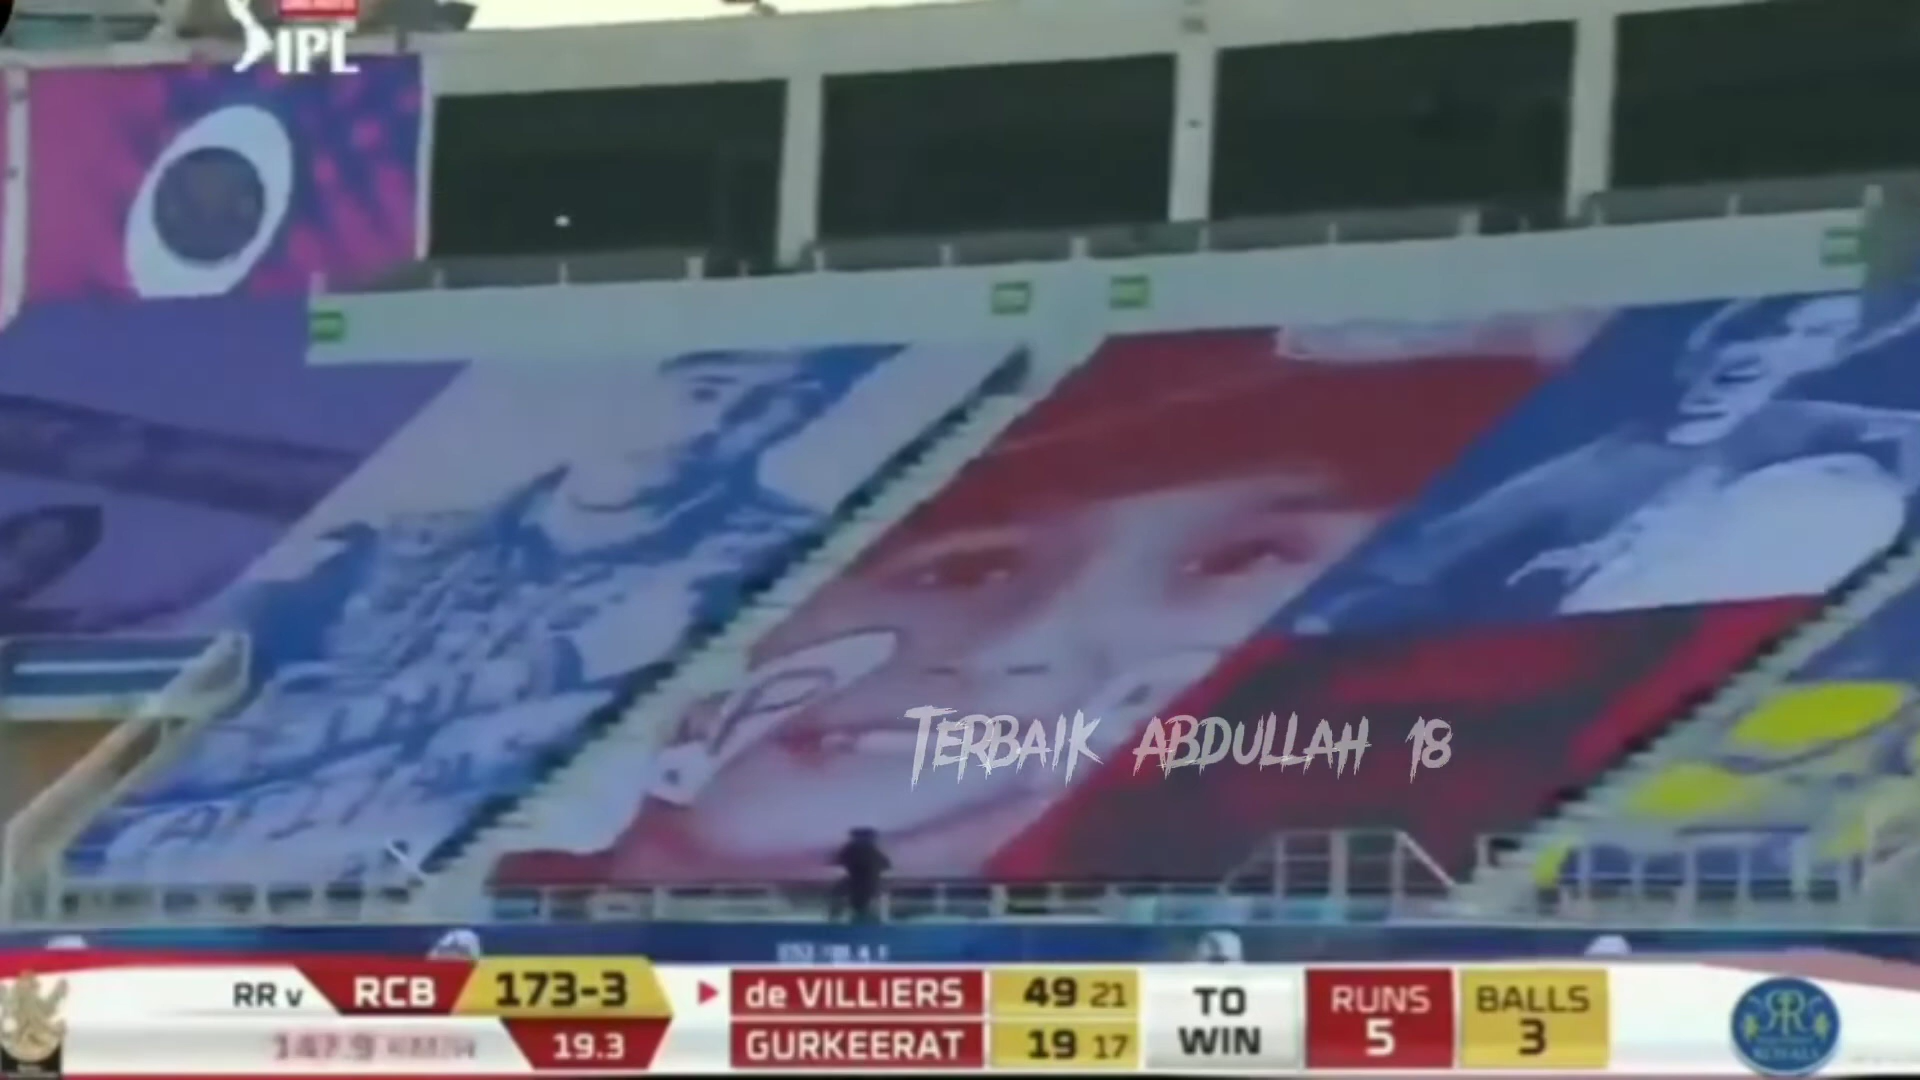 IPL
TERBAIK ABDULLAH 18
RR v RCB 173-3
19.3
de VILLIERS 49 21
GURKEERAT 19 17
TO WIN
RUNS 5
BALLS 3